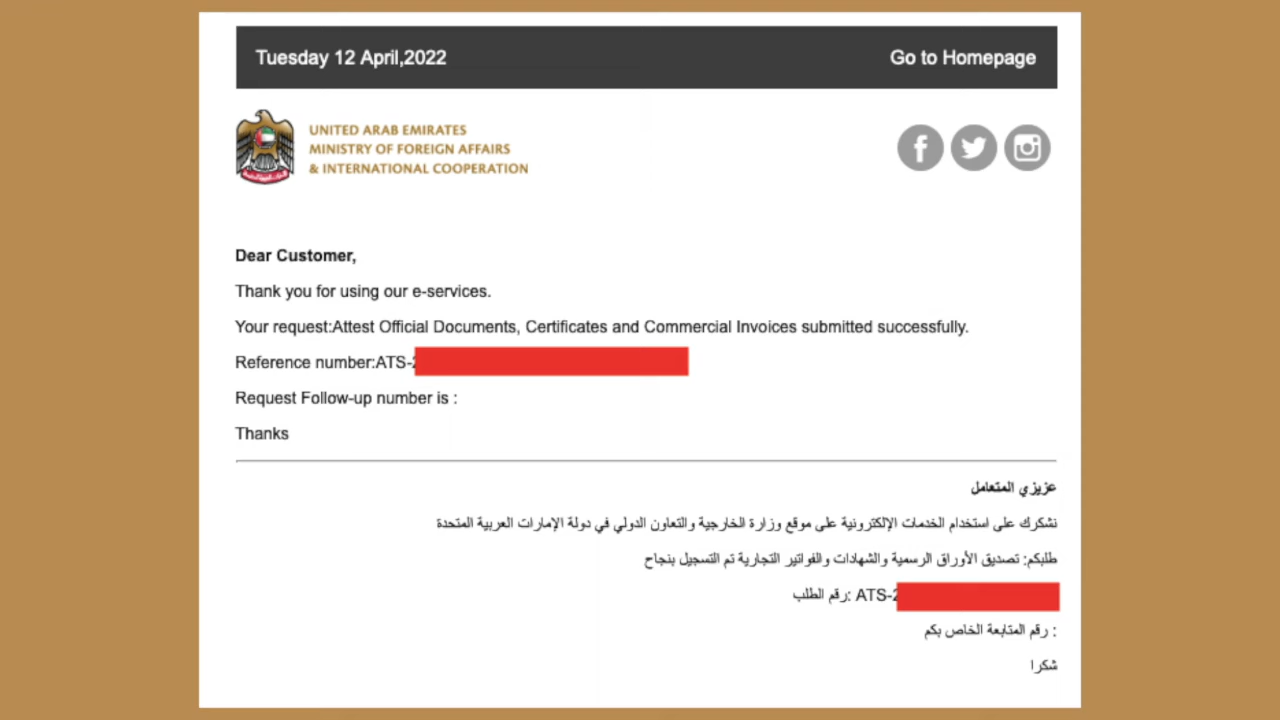 Tuesday 12 April,2022
Go to Homepage
UNITED ARAB EMIRATES
MINISTRY OF FOREIGN AFFAIRS
& INTERNATIONAL COOPERATION
Dear Customer,
Thank you for using our e-services.
Your request:Attest Official Documents, Certificates and Commercial Invoices submitted successfully.
Reference number:ATS-2
Request Follow-up number is :
Thanks
عزيزي المتعامل
نشكرك على استخدام الخدمات الإلكترونية على موقع وزارة الخارجية والتعاون الدولي في دولة الإمارات العربية المتحدة
طلبكم: تصديق الأوراق الرسمية والشهادات والفواتير التجارية تم التسجيل بنجاح
ATS-2 :رقم الطلب
: رقم المتابعة الخاص بكم
شكرا